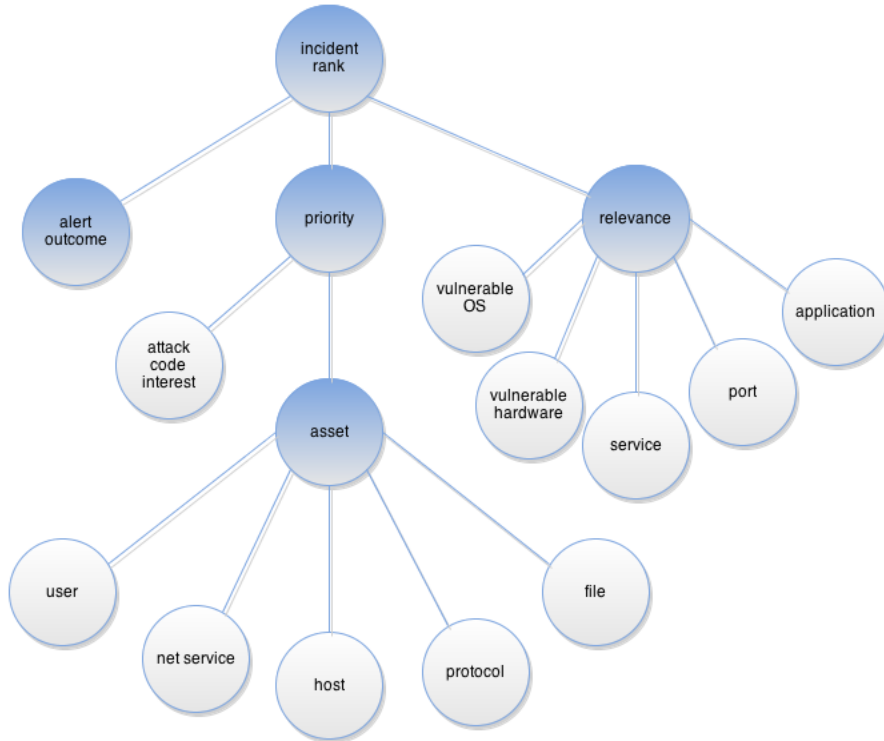 incident
rank
alert
outcome
priority
relevance
vulnerable
OS
application
attack
code
interest
vulnerable
hardware
port
service
asset
user
net service
host
protocol
file